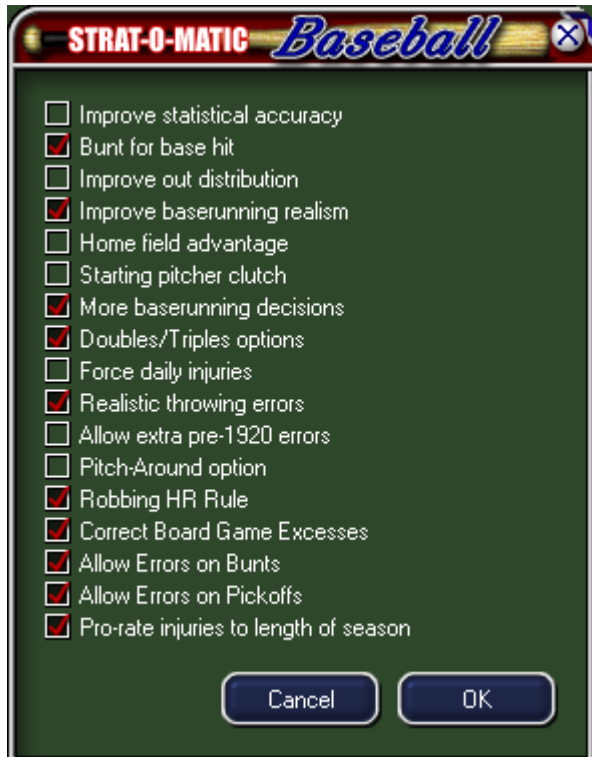 STRAT-O-MATIC Baseball
Improve statistical accuracy
Bunt for base hit
Improve out distribution
Improve baserunning realism
Home field advantage
Starting pitcher clutch
More baserunning decisions
Doubles/Triples options
Force daily injuries
Realistic throwing errors
Allow extra pre-1920 errors
Pitch-Around option
Robbing HR Rule
Correct Board Game Excesses
Allow Errors on Bunts
Allow Errors on Pickoffs
Pro-rate injuries to length of season
Cancel OK